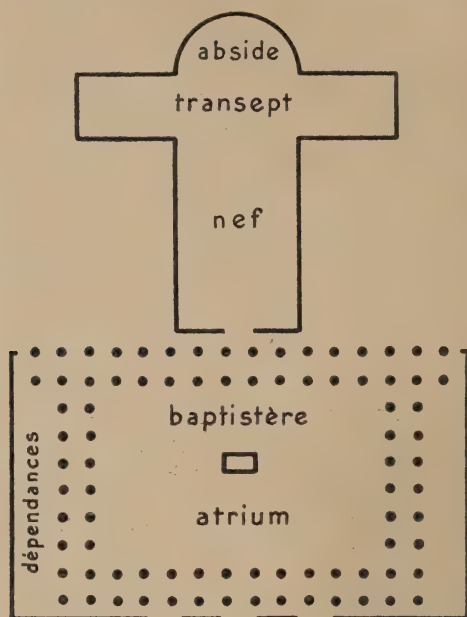 abside
transept
nef
baptistère
atrium
dépendances